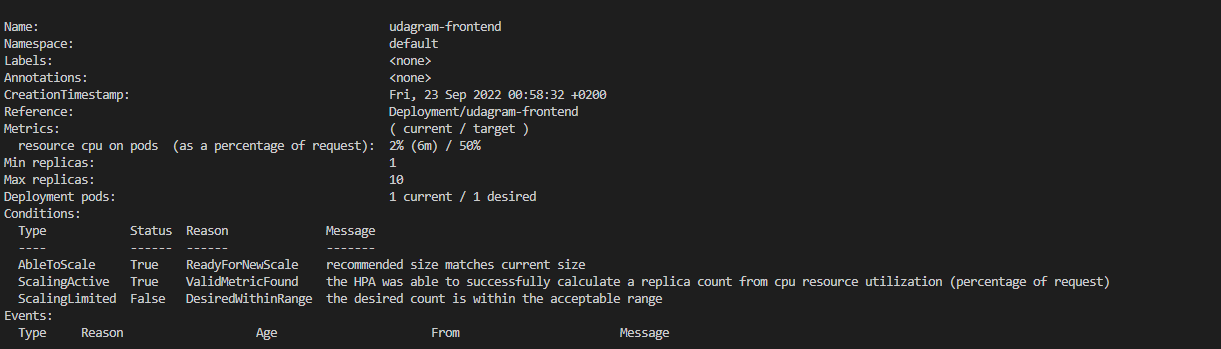 Name: udagram-frontend
Namespace: default
Labels: <none>
Annotations: <none>
CreationTimestamp: Fri, 23 Sep 2022 00:58:32 +0200
Reference: Deployment/udagram-frontend
Metrics: ( current / target )
resource cpu on pods (as a percentage of request): 2% (6m) / 50%
Min replicas: 1
Max replicas: 10
Deployment pods: 1 current / 1 desired
Conditions:
Type Status Reason Message
---- ------ ------ -------
AbleToScale True ReadyForNewScale recommended size matches current size
ScalingActive True ValidMetricFound the HPA was able to successfully calculate a replica count from cpu resource utilization (percentage of request)
ScalingLimited False DesiredWithinRange the desired count is within the acceptable range
Events:
Type Reason Age From Message